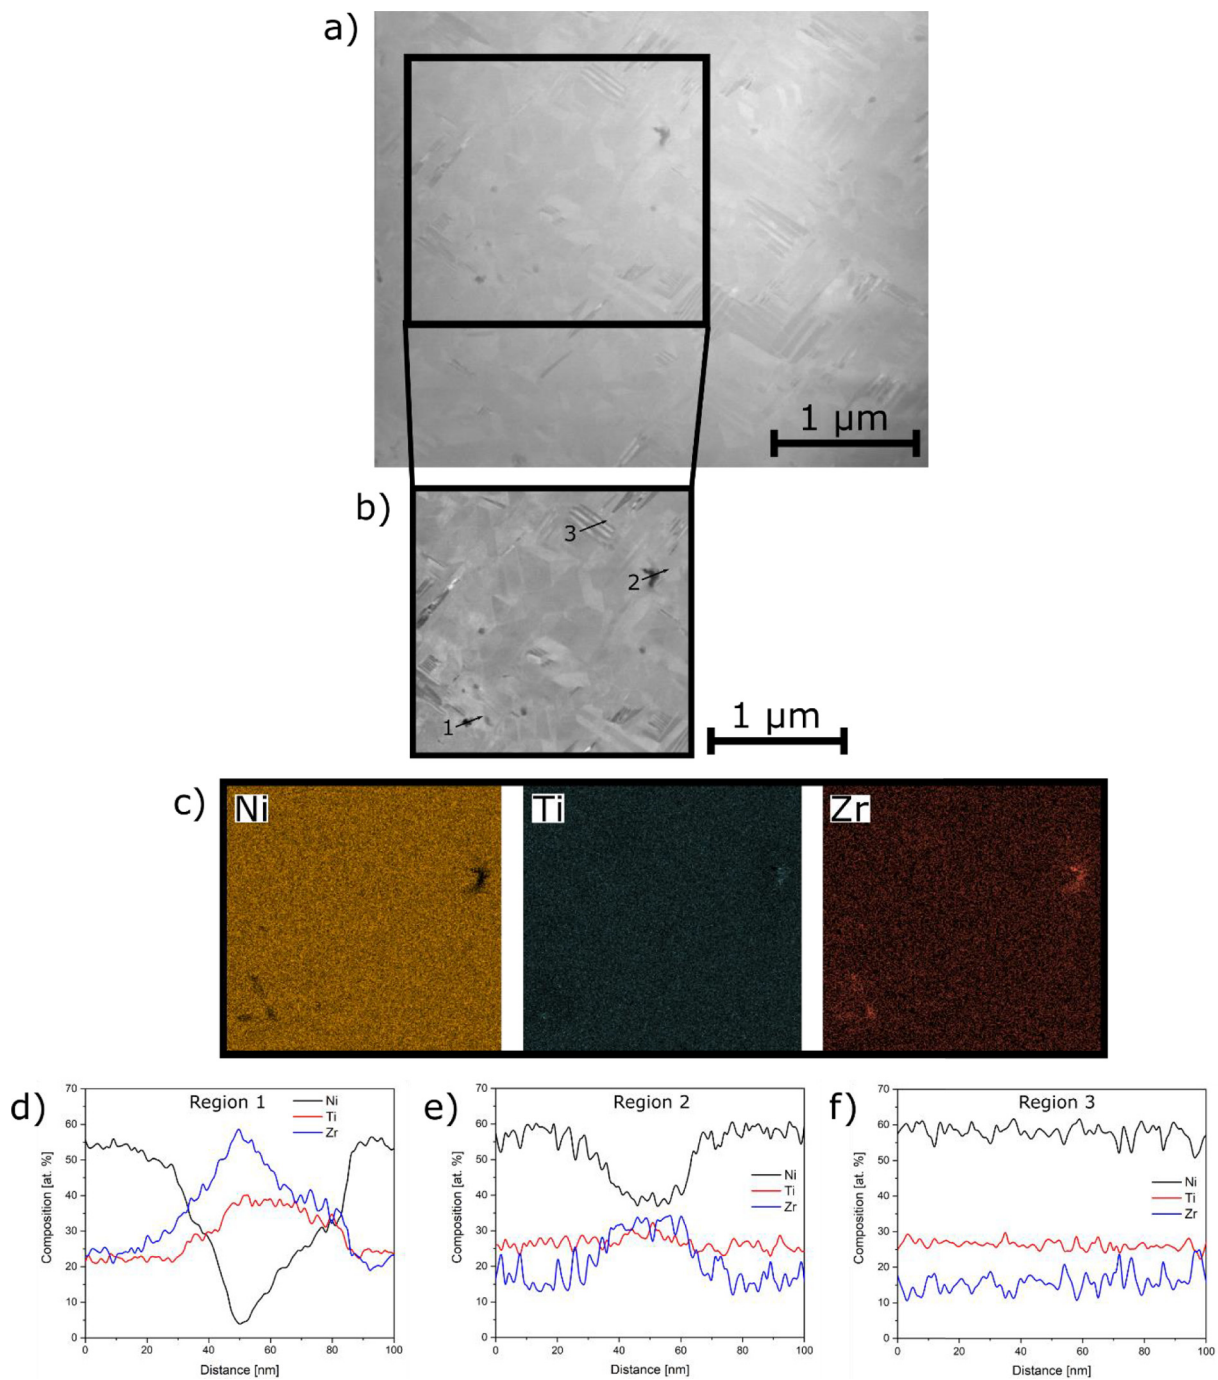 a)
1 µm
b)
3
2
1
1 µm
c)
Ni
Ti
Zr
d)
Region 1
Ni
Ti
Zr
Composition [at. %]
70
60
50
40
30
20
10
0
0 20 40 60 80 100
Distance [nm]
e)
Region 2
Ni
Ti
Zr
Composition [at. %]
70
60
50
40
30
20
10
0
0 20 40 60 80 100
Distance [nm]
f)
Region 3
Ni
Ti
Zr
Composition [at. %]
70
60
50
40
30
20
10
0
0 20 40 60 80 100
Distance [nm]